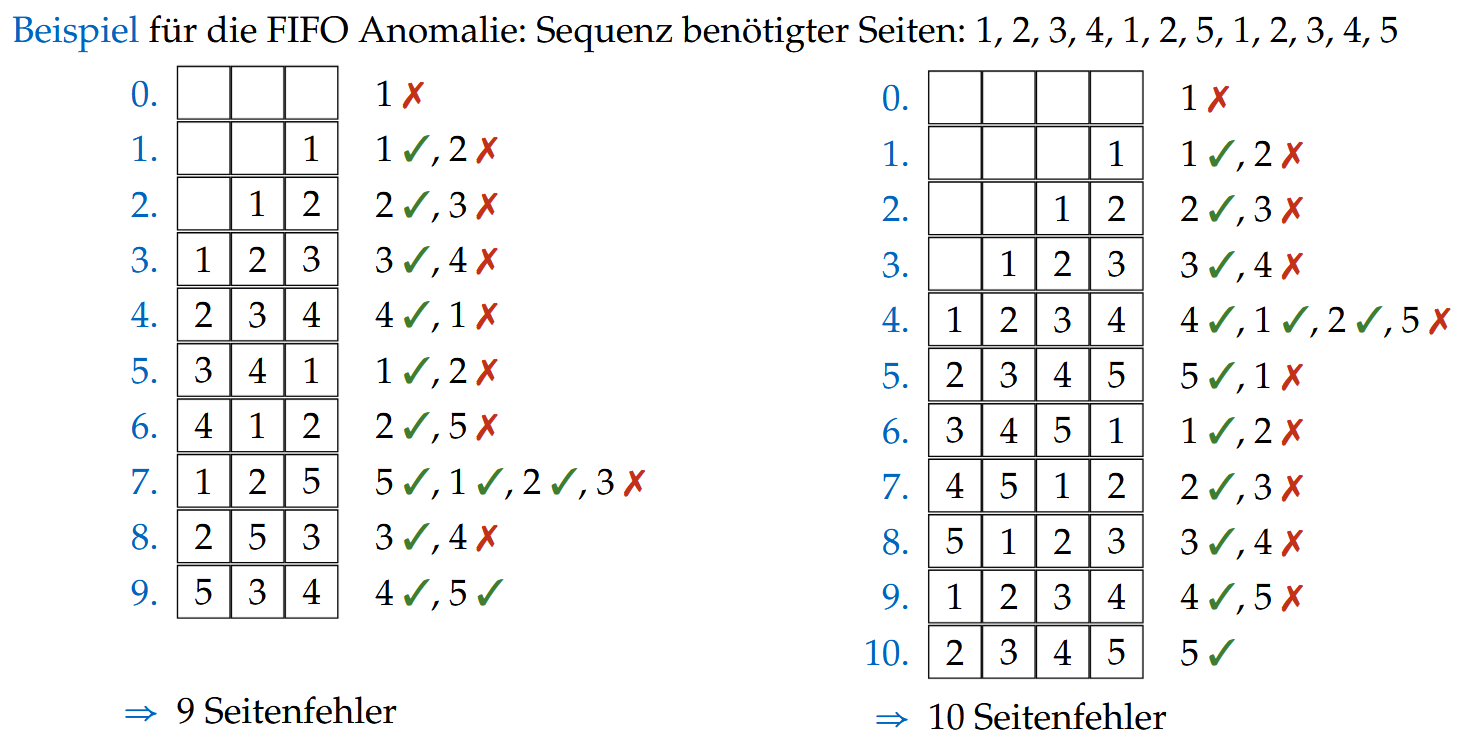 Beispiel für die FIFO Anomalie: Sequenz benötigter Seiten: 1, 2, 3, 4, 1, 2, 5, 1, 2, 3, 4, 5
0. 1 ✗
1. 1 1 ✓, 2 ✗
2. 1 2 2 ✓, 3 ✗
3. 1 2 3 3 ✓, 4 ✗
4. 2 3 4 4 ✓, 1 ✗
5. 3 4 1 1 ✓, 2 ✗
6. 4 1 2 2 ✓, 5 ✗
7. 1 2 5 5 ✓, 1 ✓, 2 ✓, 3 ✗
8. 2 5 3 3 ✓, 4 ✗
9. 5 3 4 4 ✓, 5 ✓
⇒ 9 Seitenfehler
0. 1 ✗
1. 1 1 ✓, 2 ✗
2. 1 2 2 ✓, 3 ✗
3. 1 2 3 3 ✓, 4 ✗
4. 1 2 3 4 4 ✓, 1 ✓, 2 ✓, 5 ✗
5. 2 3 4 5 5 ✓, 1 ✗
6. 3 4 5 1 1 ✓, 2 ✗
7. 4 5 1 2 2 ✓, 3 ✗
8. 5 1 2 3 3 ✓, 4 ✗
9. 1 2 3 4 4 ✓, 5 ✗
10. 2 3 4 5 5 ✓
⇒ 10 Seitenfehler